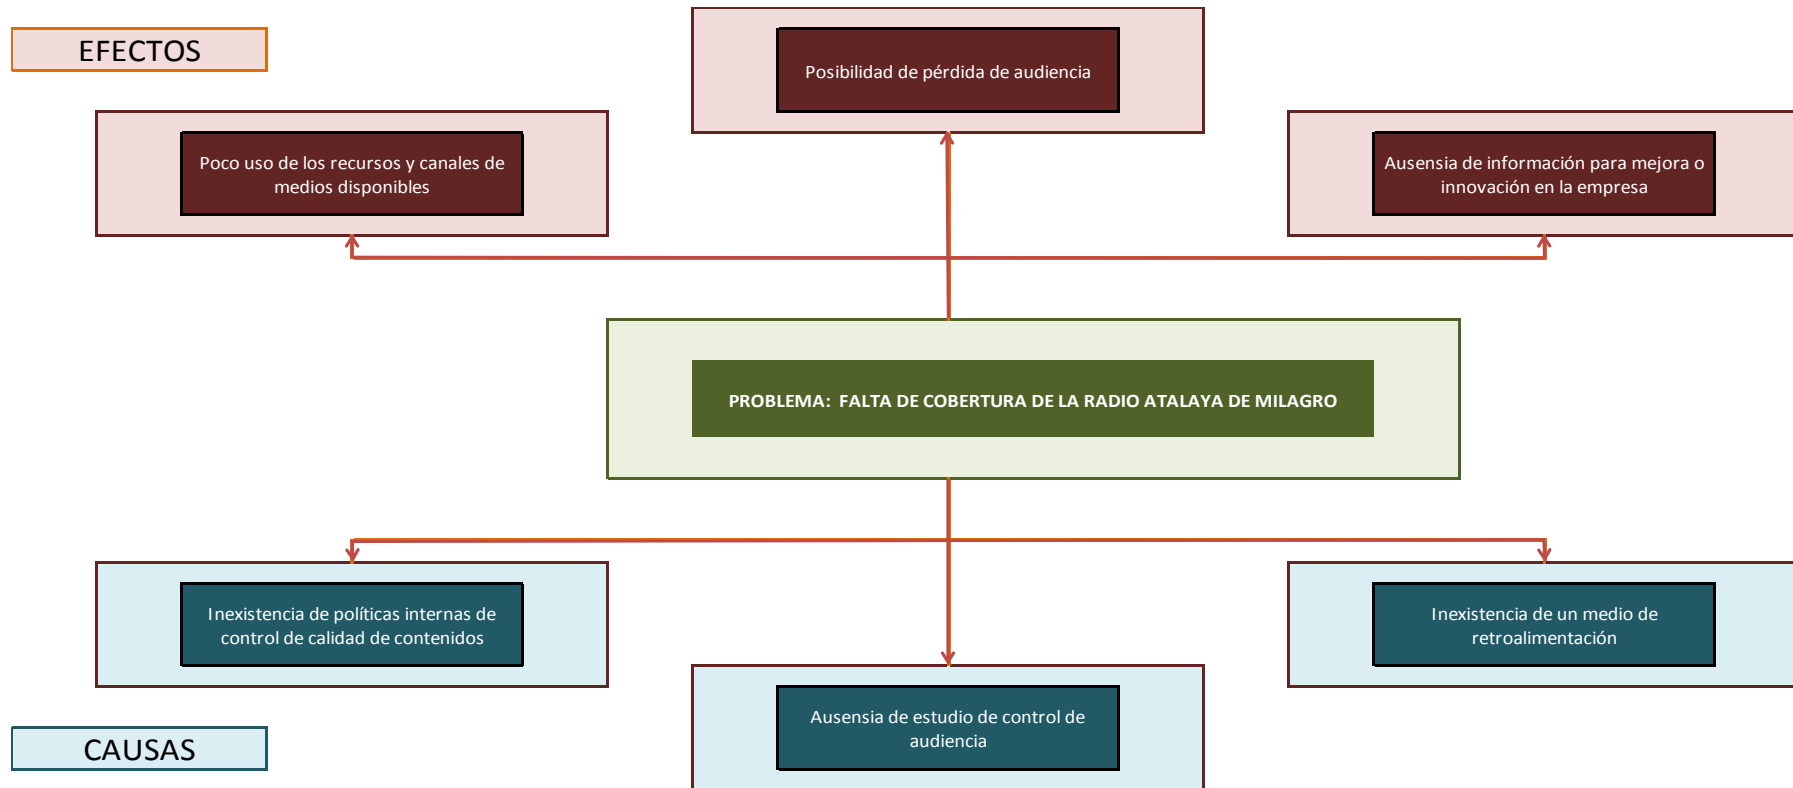 EFECTOS
Posibilidad de pérdida de audiencia
Poco uso de los recursos y canales de
medios disponibles
Ausensia de información para mejora o
innovación en la empresa
PROBLEMA: FALTA DE COBERTURA DE LA RADIO ATALAYA DE MILAGRO
Inexistencia de políticas internas de
control de calidad de contenidos
Inexistencia de un medio de
retroalimentación
Ausensia de estudio de control de
audiencia
CAUSAS